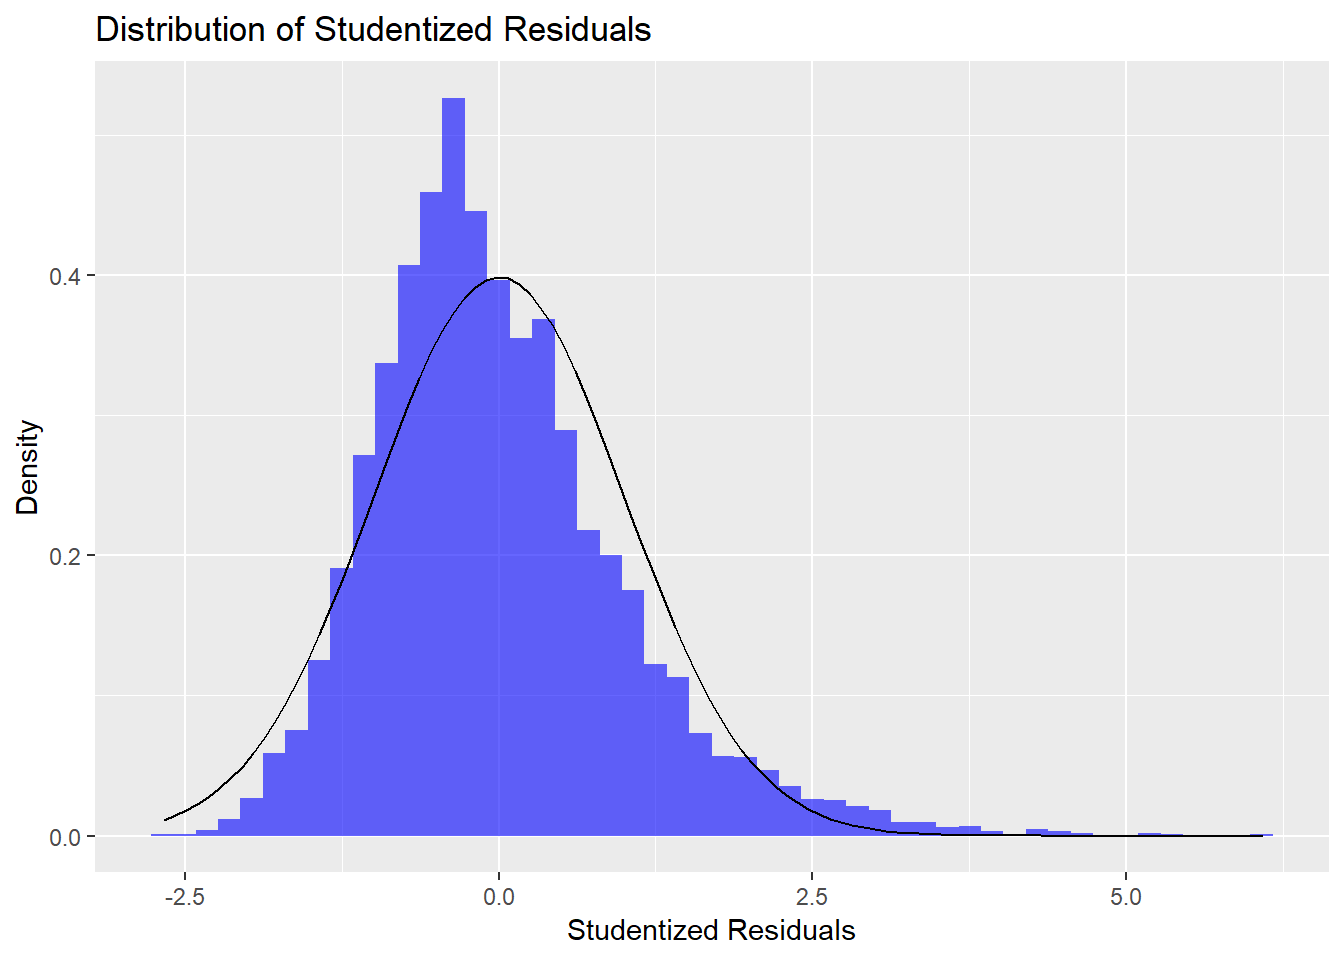 Distribution of Studentized Residuals
Density
0.4
0.2
0.0
-2.5 0.0 2.5 5.0
Studentized Residuals